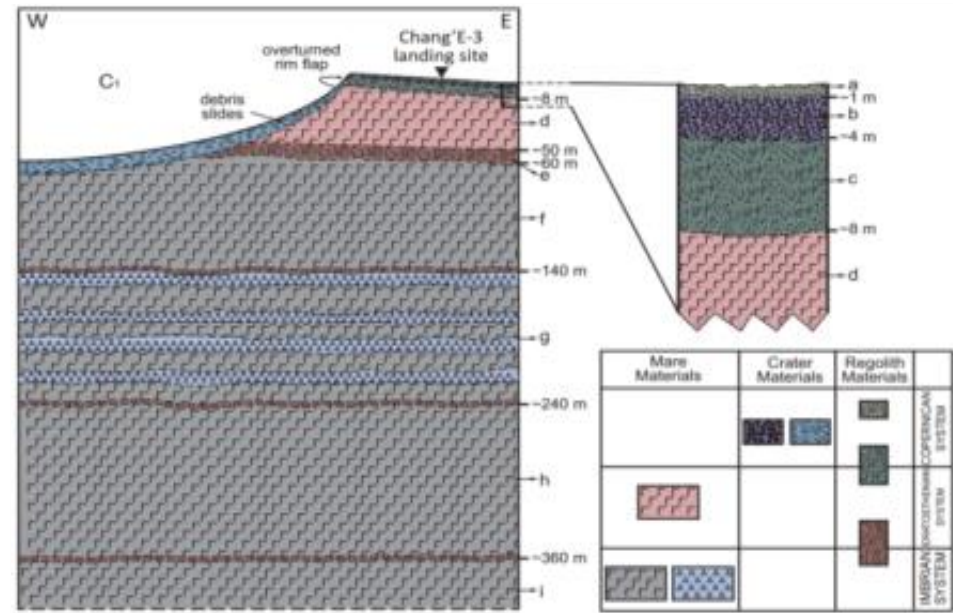 W
E
Chang'E-3
landing site
overturned
rim flap
C₁
debris
slides
~8 m
d
~50 m
~60 m
e
f
~140 m
g
~240 m
h
~360 m
i
a
~1 m
b
~4 m
c
~8 m
d
Mare
Materials
Crater
Materials
Regolith
Materials
COPERNICAN
SYSTEM
SYSTEM
IMBRIAN
SYSTEM